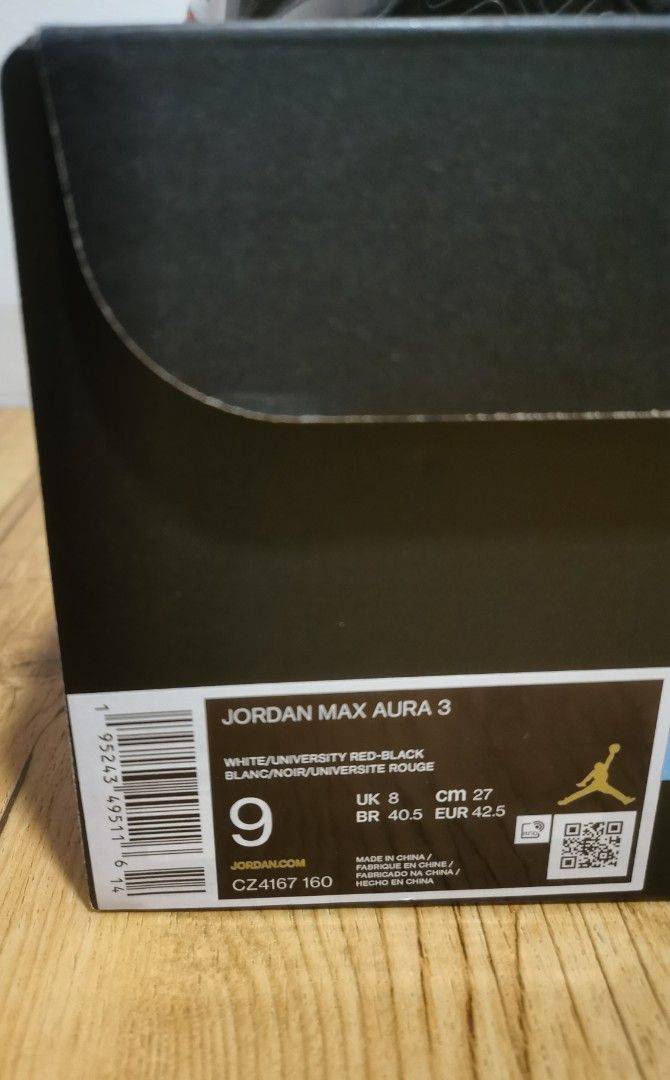 JORDAN MAX AURA 3
WHITE/UNIVERSITY RED-BLACK
BLANC/NOIR/UNIVERSITE ROUGE
9
UK 8 cm 27
BR 40.5 EUR 42.5
JORDAN.COM
CZ4167 160
MADE IN CHINA /
FABRIQUE EN CHINE /
FABRICADO NA CHINA /
HECHO EN CHINA
RFID
1 95243 49511 6 14